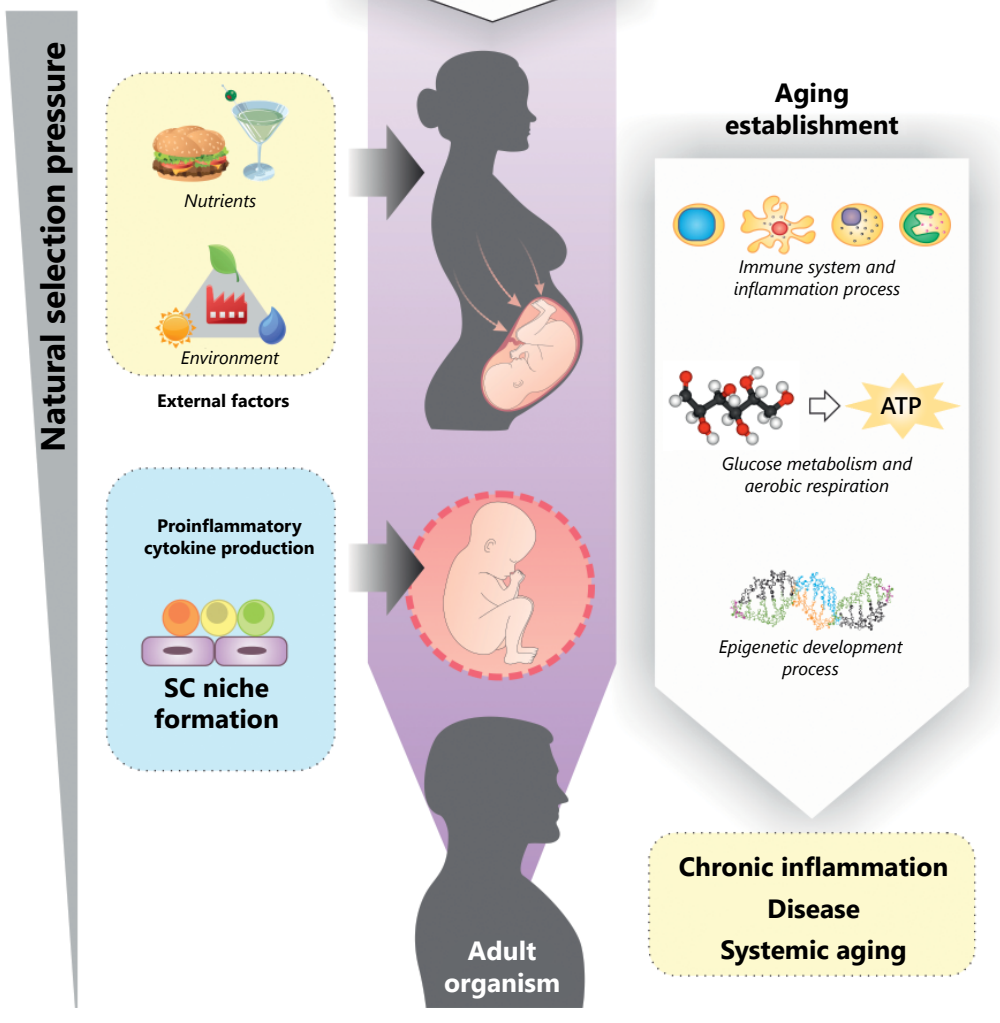 Natural selection pressure
Nutrients
Environment
External factors
Proinflammatory
cytokine production
SC niche
formation
Adult
organism
Aging
establishment
Immune system and
inflammation process
ATP
Glucose metabolism and
aerobic respiration
Epigenetic development
process
Chronic inflammation
Disease
Systemic aging